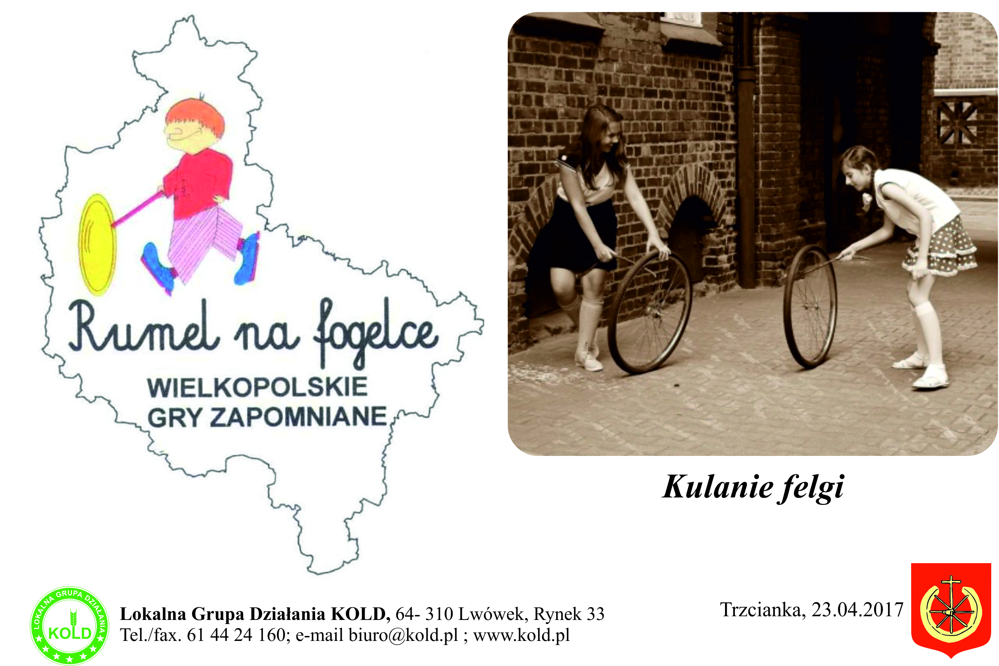 Rumel na fogelce
WIELKOPOLSKIE
GRY ZAPOMNIANE
Kulanie felgi
LOKALNA GRUPA DZIAŁANIA
KOLD
Lokalna Grupa Działania KOLD, 64- 310 Lwówek, Rynek 33
Tel./fax. 61 44 24 160; e-mail biuro@kold.pl ; www.kold.pl
Trzcianka, 23.04.2017